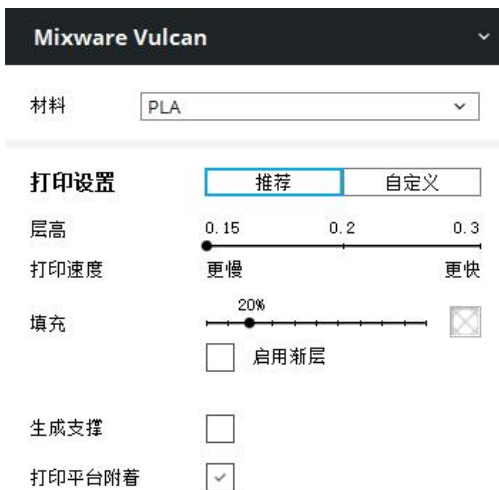 Mixware Vulcan
材料 PLA
打印设置 推荐 自定义
层高 0.15 0.2 0.3
打印速度 更慢 更快
20%
填充
启用渐层
生成支撑
打印平台附着